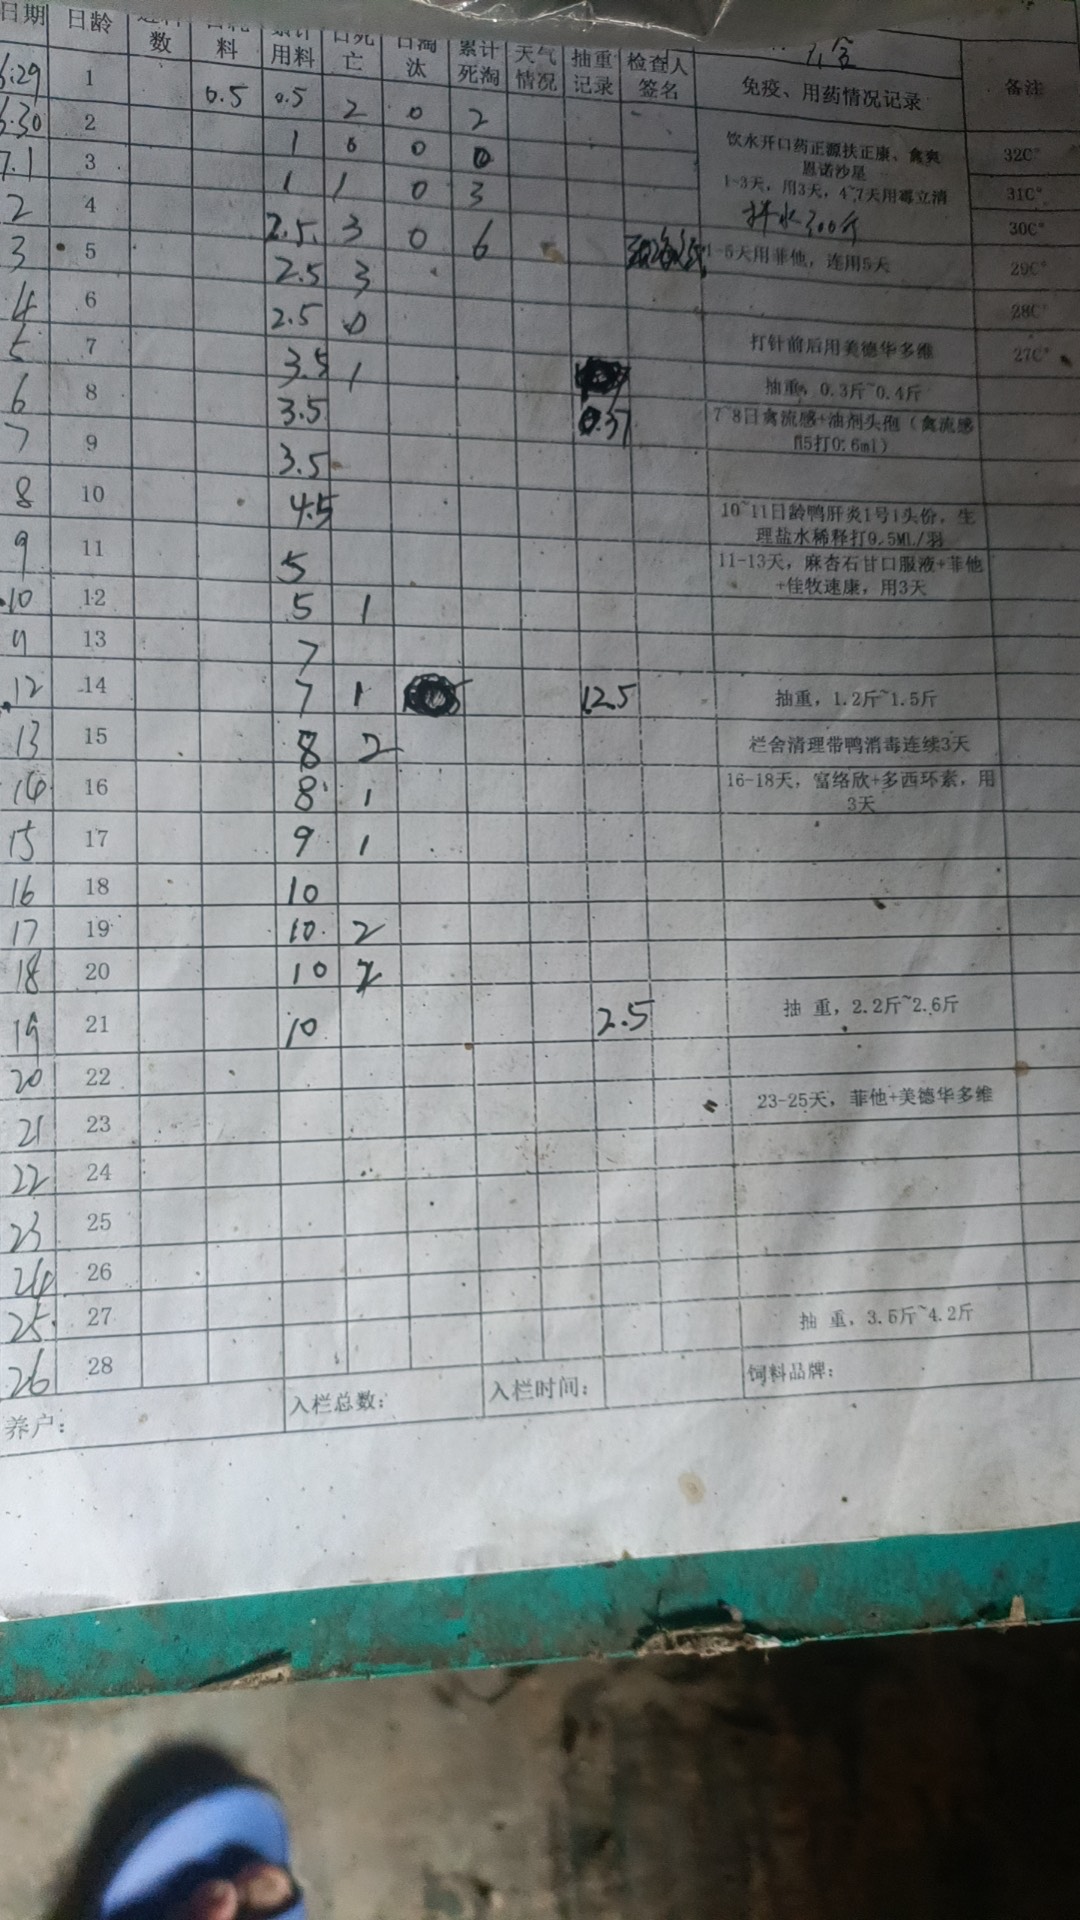 日期 日龄 数 料 用料 亡 汰 累计死淘 天气情况 抽重记录 检查人签名 免疫、用药情况记录 备注
6.29 1 0.5 0.5 2 0 2
6.30 2 1 0 0 0 饮水开口药正源扶正康、禽爽 32C°
恩诺沙星
7.1 3 1 1 0 3 1-3天，用3天，4~7天用霉立清 31C°
2 4 2.5 3 0 6 300斤 30C°
3 5 2.5 3 1-5天用菲他，连用5天 29C°
4 6 2.5 0 28C°
5 7 3.5 1 打针前后用美德华多维 27C°
6 8 3.5 0.37 抽重，0.3斤~0.4斤
7 9 3.5 7~8日禽流感+油剂头孢（禽流感
H5打0.6ml）
8 10 4.5 10~11日龄鸭肝炎1号1头份，生
理盐水稀释打0.5ML/羽
9 11 5 11-13天，麻杏石甘口服液+菲他
+佳牧速康，用3天
10 12 5 1
11 13 7
12 14 7 1 1.25 抽重，1.2斤~1.5斤
13 15 8 2 栏舍清理带鸭消毒连续3天
14 16 8 1 16-18天，富络欣+多西环素，用
3天
15 17 9 1
16 18 10
17 19 10 2
18 20 10 2
19 21 10 2.5 抽 重，2.2斤~2.6斤
20 22
21 23 23-25天，菲他+美德华多维
22 24
23 25
24 26
25 27 抽 重，3.6斤~4.2斤
26 28
养户： 入栏总数： 入栏时间： 饲料品牌：